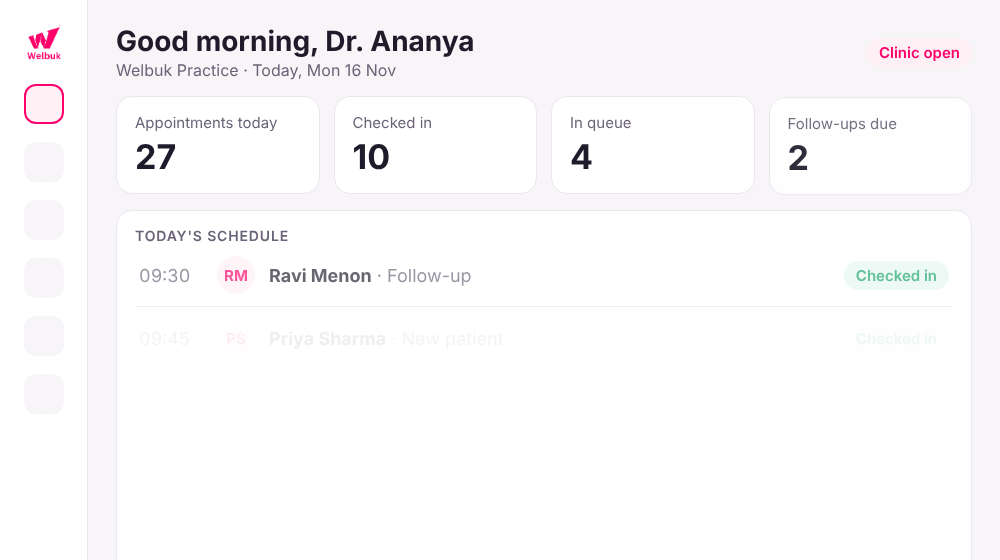 Welbuk
Good morning, Dr. Ananya
Welbuk Practice · Today, Mon 16 Nov
Clinic open
Appointments today
27
Checked in
10
In queue
4
Follow-ups due
2
TODAY'S SCHEDULE
09:30 RM Ravi Menon · Follow-up Checked in
09:45 PS Priya Sharma · New patient Checked in